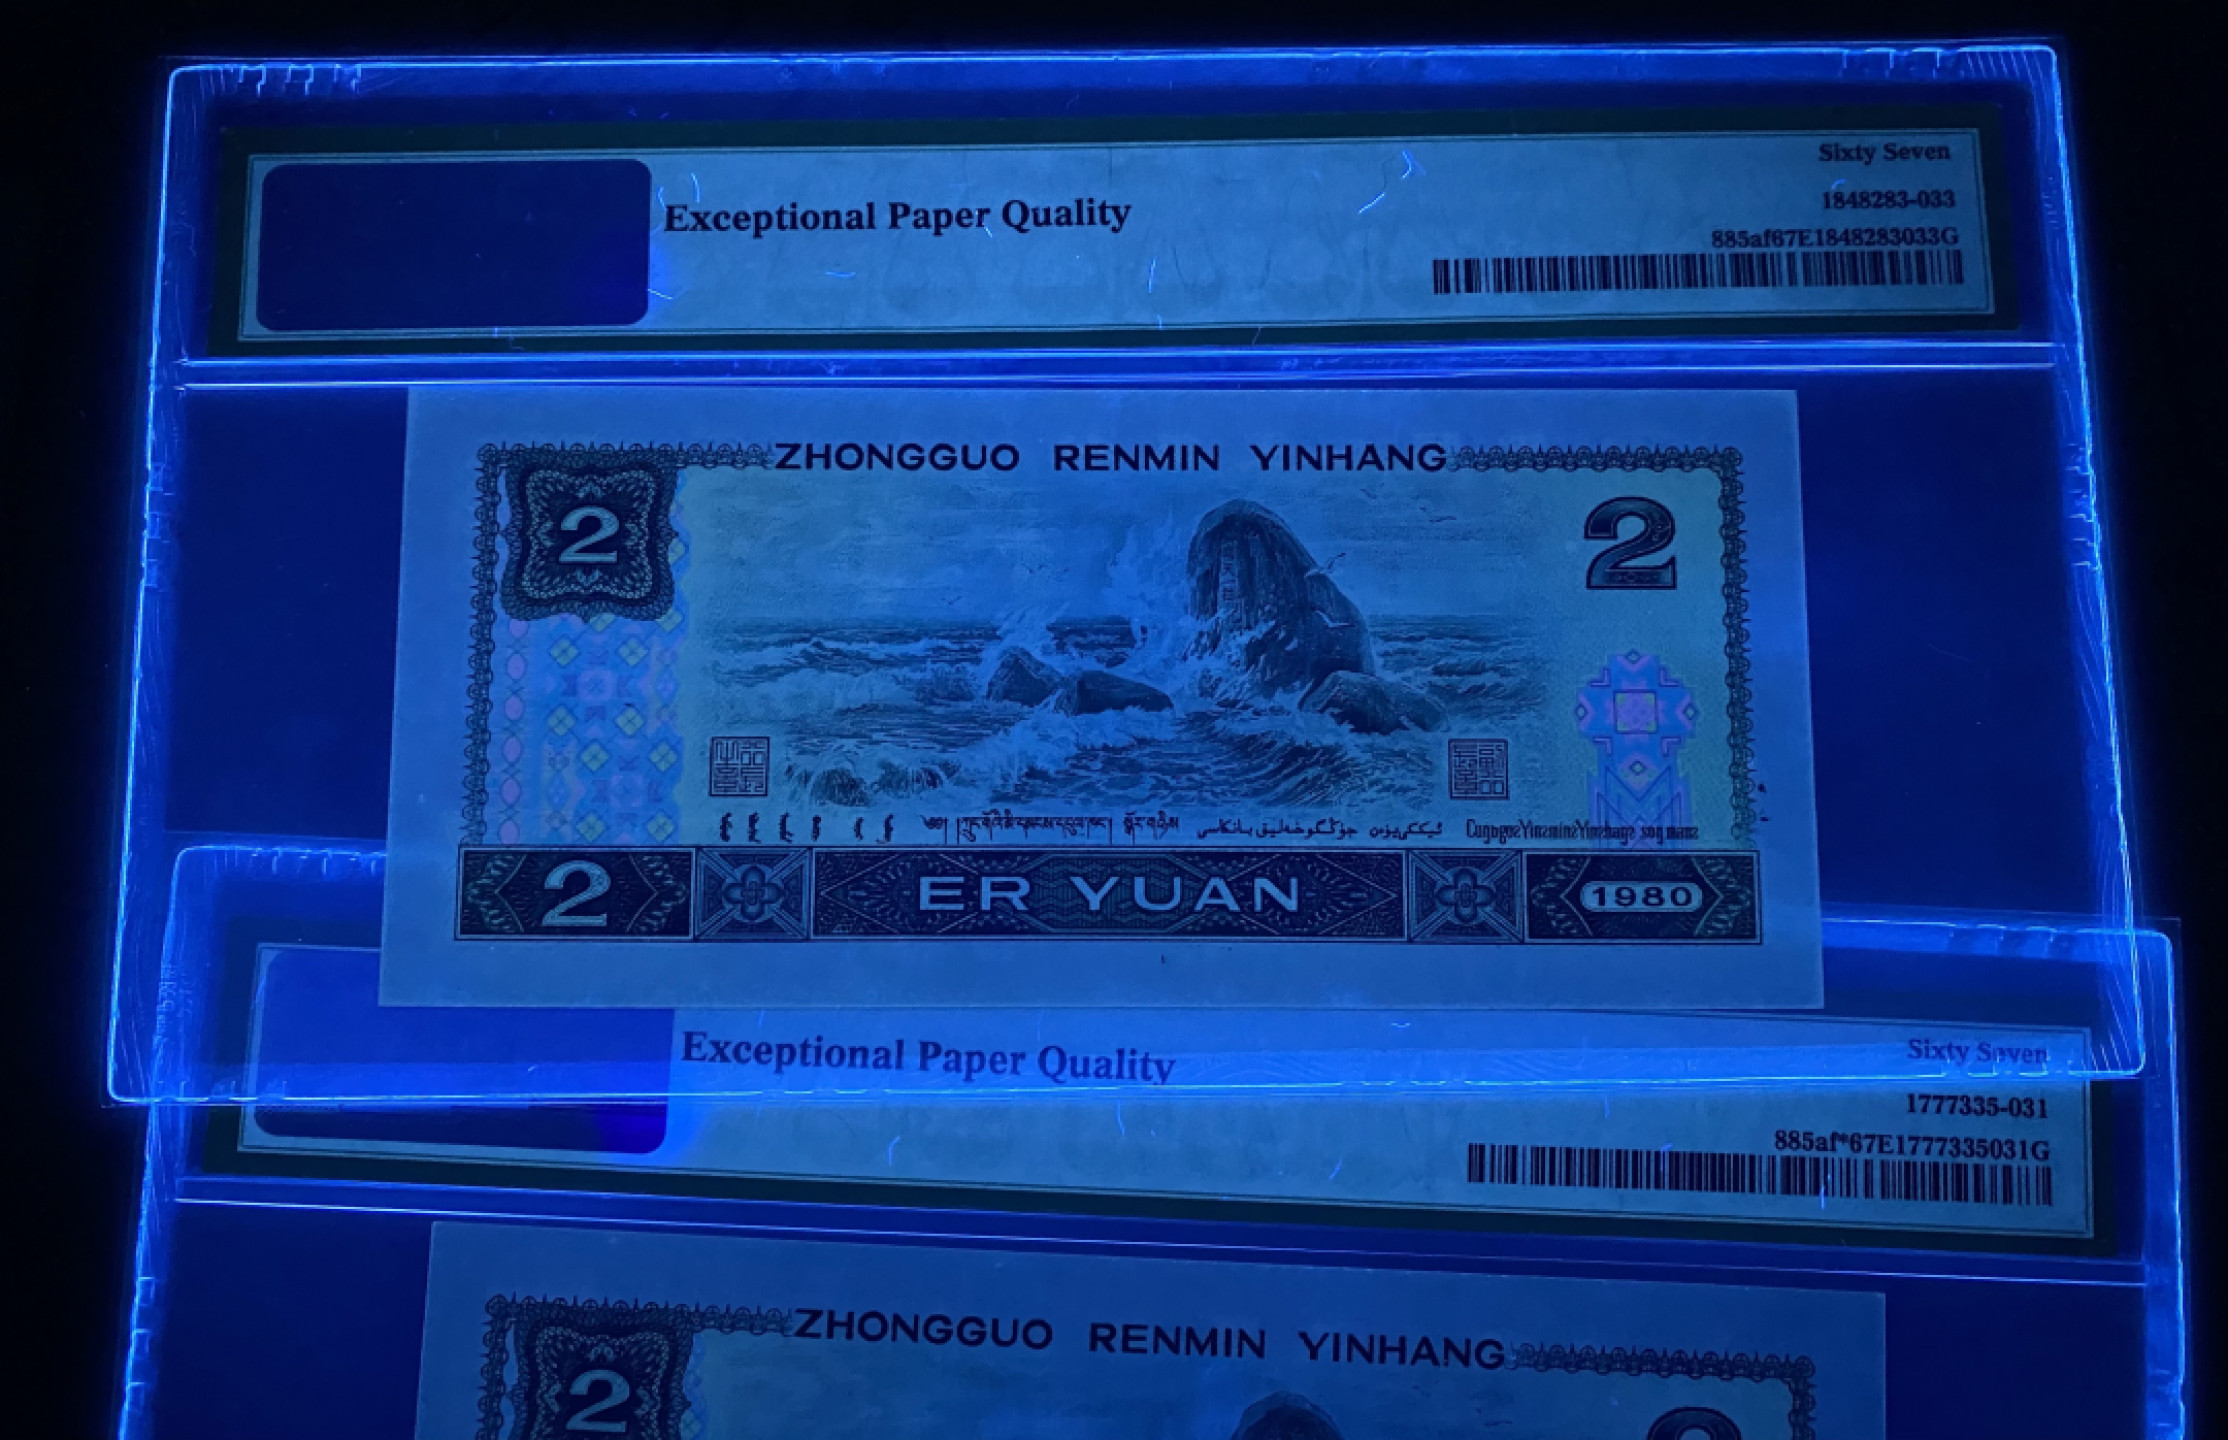 Sixty Seven
Exceptional Paper Quality
1848283-033
885af67E1848283033G
ZHONGGUO RENMIN YINHANG
2
2
2 ER YUAN 1980
Exceptional Paper Quality
Sixty Seven
1777335-031
885af*67E1777335031G
ZHONGGUO RENMIN YINHANG
2
2